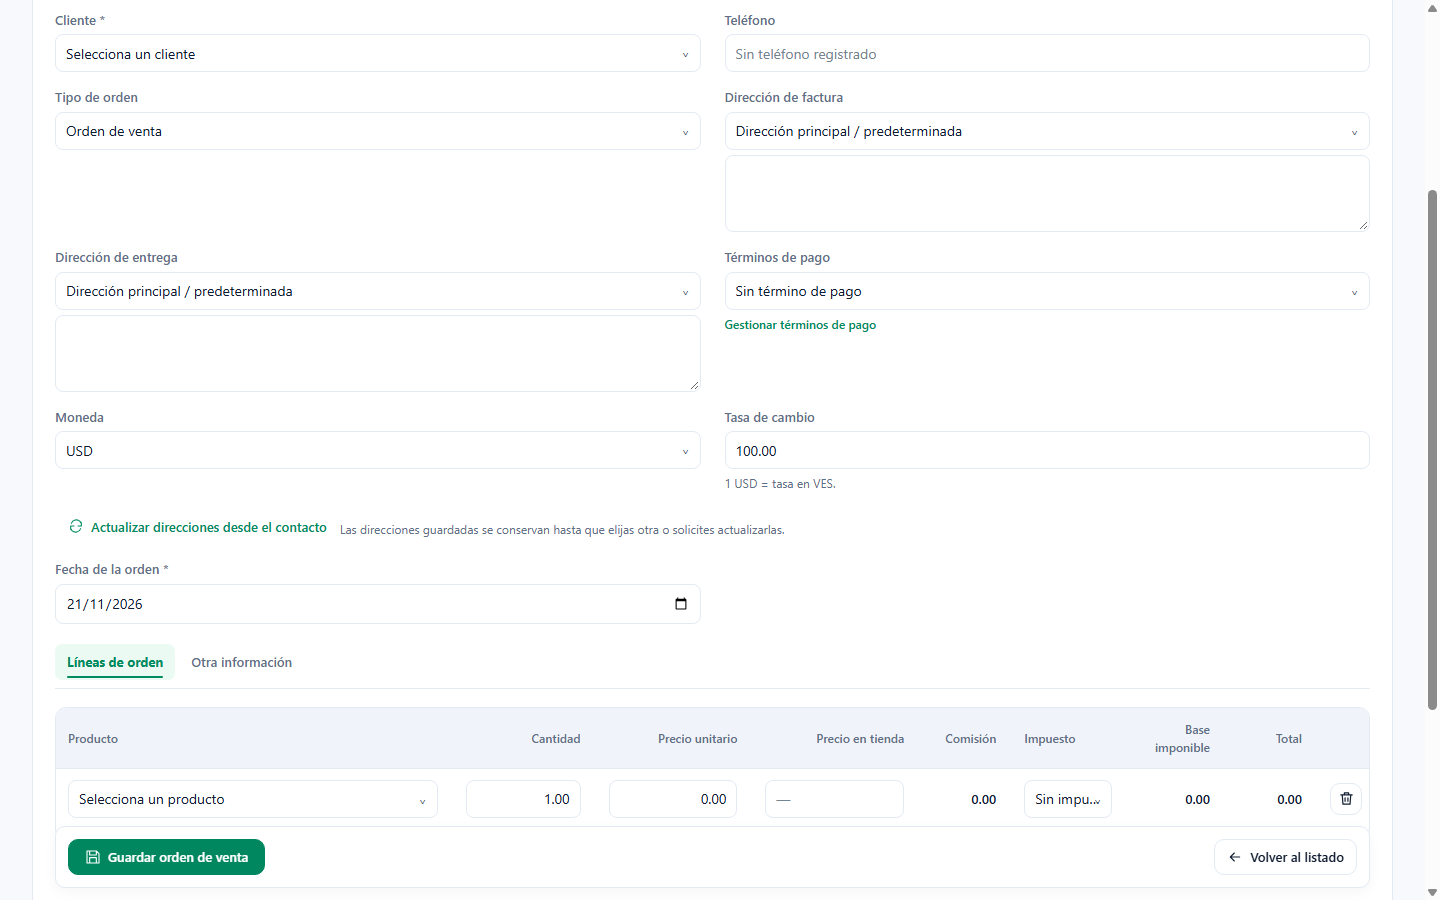 Cliente *
Teléfono
Selecciona un cliente
Sin teléfono registrado
Tipo de orden
Dirección de factura
Orden de venta
Dirección principal / predeterminada
Dirección de entrega
Términos de pago
Dirección principal / predeterminada
Sin término de pago
Gestionar términos de pago
Moneda
Tasa de cambio
USD
100.00
1 USD = tasa en VES.
Actualizar direcciones desde el contacto
Las direcciones guardadas se conservan hasta que elijas otra o solicites actualizarlas.
Fecha de la orden *
21/11/2026
Líneas de orden
Otra información
Producto
Cantidad
Precio unitario
Precio en tienda
Comisión
Impuesto
Base
imponible
Total
Selecciona un producto
1.00
0.00
—
0.00
Sin impu...
0.00
0.00
Guardar orden de venta
Volver al listado